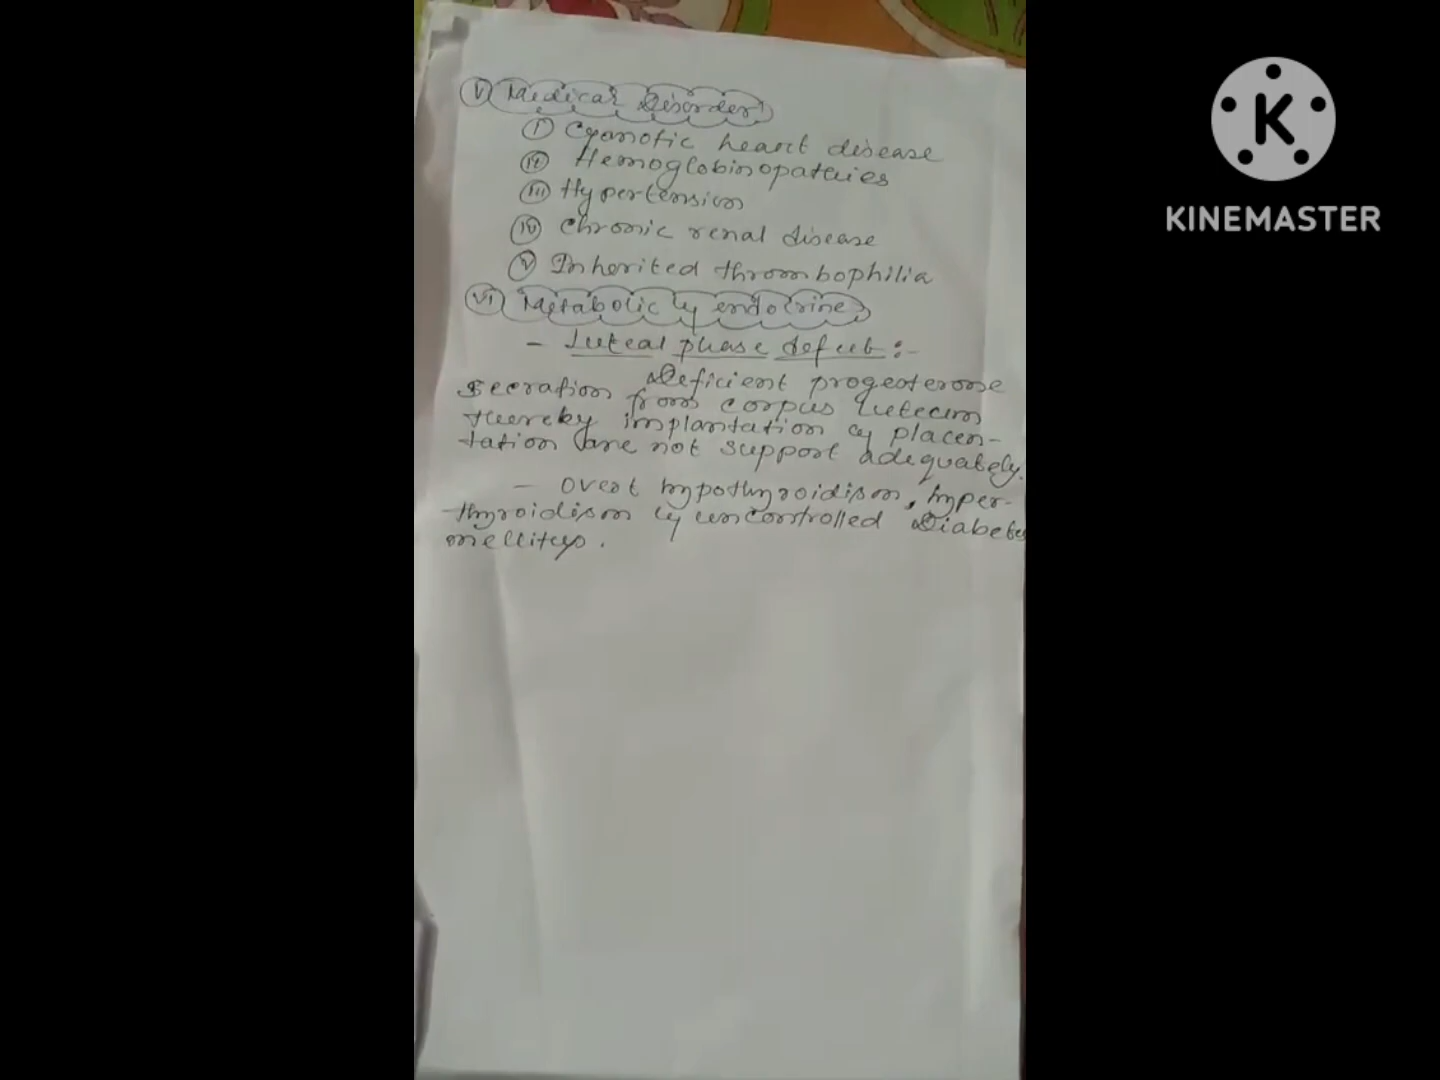 V Medical Disorder
i Cyanotic heart disease
ii Hemoglobinopathies
iii Hypertension
iv Chronic renal disease
v Inherited thrombophilia
VI Metabolic & endocrine
- Luteal phase defect :-
Deficient progesterone
secration from corpus luteum
thereby implantation & placen-
tation are not support adequately.
- Overt hypothyroidism, hyper-
thyroidism & uncontrolled Diabetes
mellitus.
K
KINEMASTER